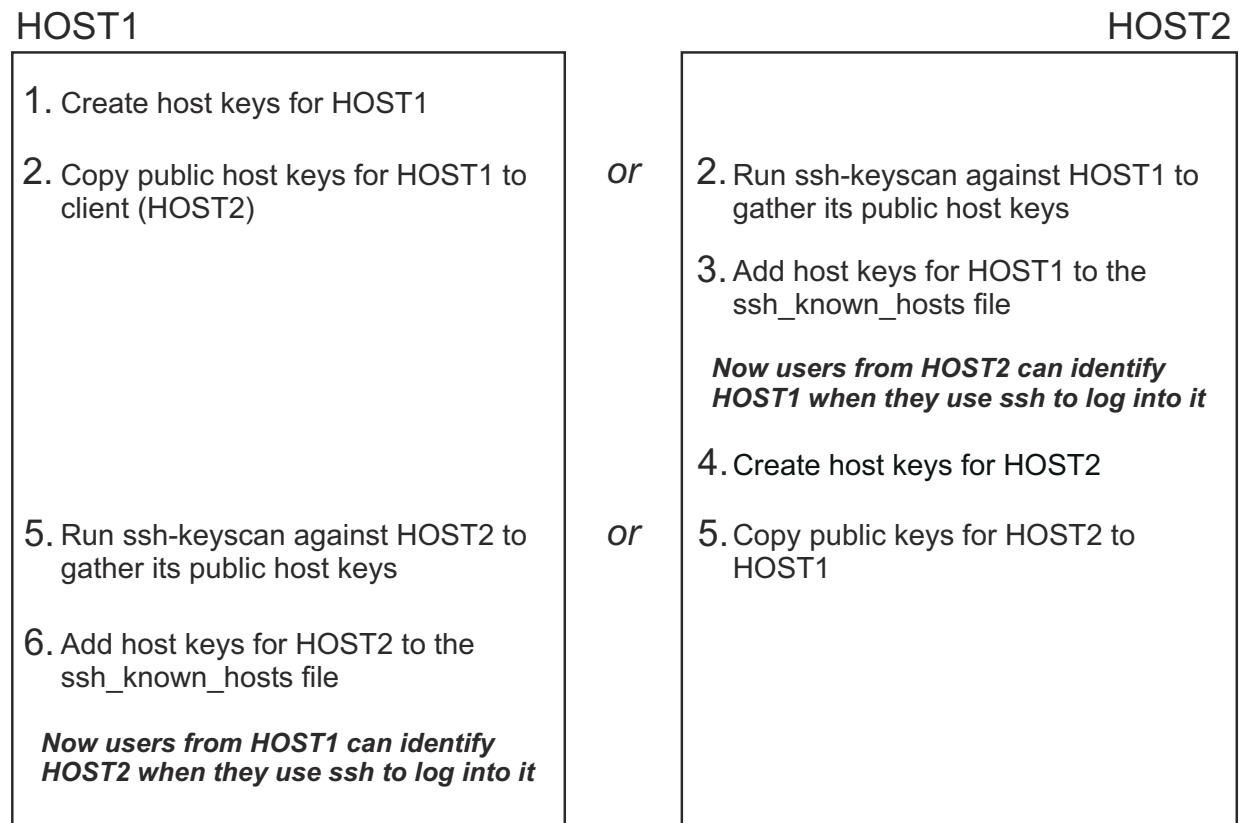 HOST1
HOST2
1. Create host keys for HOST1
2. Copy public host keys for HOST1 to
client (HOST2)
or
2. Run ssh-keyscan against HOST1 to
gather its public host keys
3. Add host keys for HOST1 to the
ssh_known_hosts file
Now users from HOST2 can identify
HOST1 when they use ssh to log into it
4. Create host keys for HOST2
5. Run ssh-keyscan against HOST2 to
gather its public host keys
or
5. Copy public keys for HOST2 to
HOST1
6. Add host keys for HOST2 to the
ssh_known_hosts file
Now users from HOST1 can identify
HOST2 when they use ssh to log into it